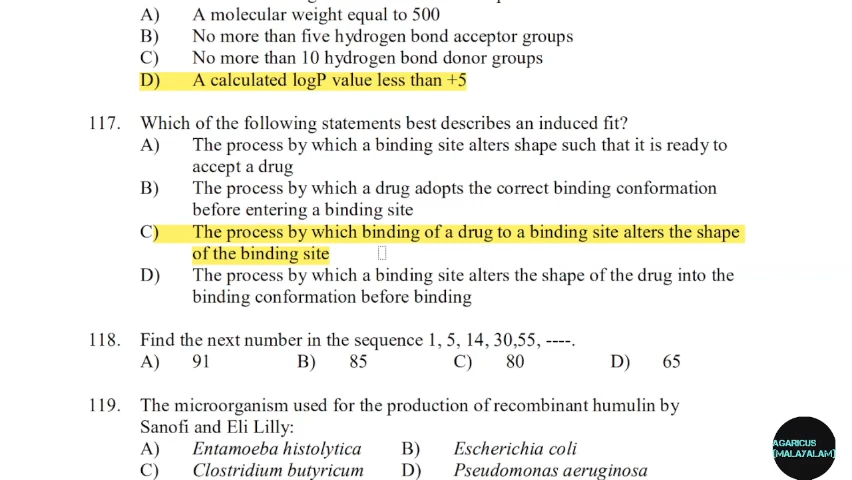 A) A molecular weight equal to 500
B) No more than five hydrogen bond acceptor groups
C) No more than 10 hydrogen bond donor groups
D) A calculated logP value less than +5
117. Which of the following statements best describes an induced fit?
A) The process by which a binding site alters shape such that it is ready to
accept a drug
B) The process by which a drug adopts the correct binding conformation
before entering a binding site
C) The process by which binding of a drug to a binding site alters the shape
of the binding site
D) The process by which a binding site alters the shape of the drug into the
binding conformation before binding
118. Find the next number in the sequence 1, 5, 14, 30,55, ----.
A) 91 B) 85 C) 80 D) 65
119. The microorganism used for the production of recombinant humulin by
Sanofi and Eli Lilly:
A) Entamoeba histolytica B) Escherichia coli
C) Clostridium butyricum D) Pseudomonas aeruginosa
AGARICUS
(MALAYALAM)